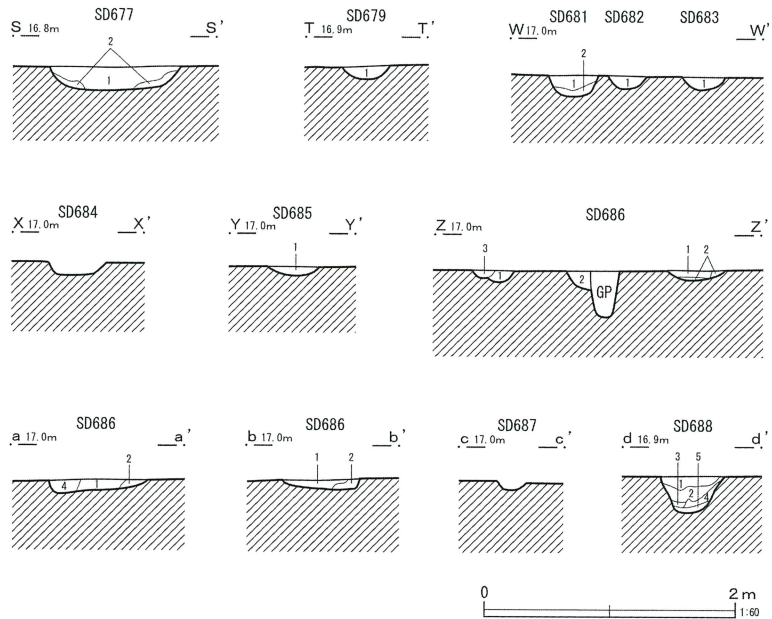 SD677
S 16.8m S'
2
1
SD679
T 16.9m T'
1
SD681 SD682 SD683
W 17.0m W'
2
1 1 1
SD684
X 17.0m X'
SD685
Y 17.0m Y'
1
SD686
Z 17.0m Z'
3 1 2
1 2 GP
SD686
a 17.0m a'
2
4 1
SD686
b 17.0m b'
1 2
SD687
c 17.0m c'
SD688
d 16.9m d'
3 5
1
2 4
0 2m
1:60